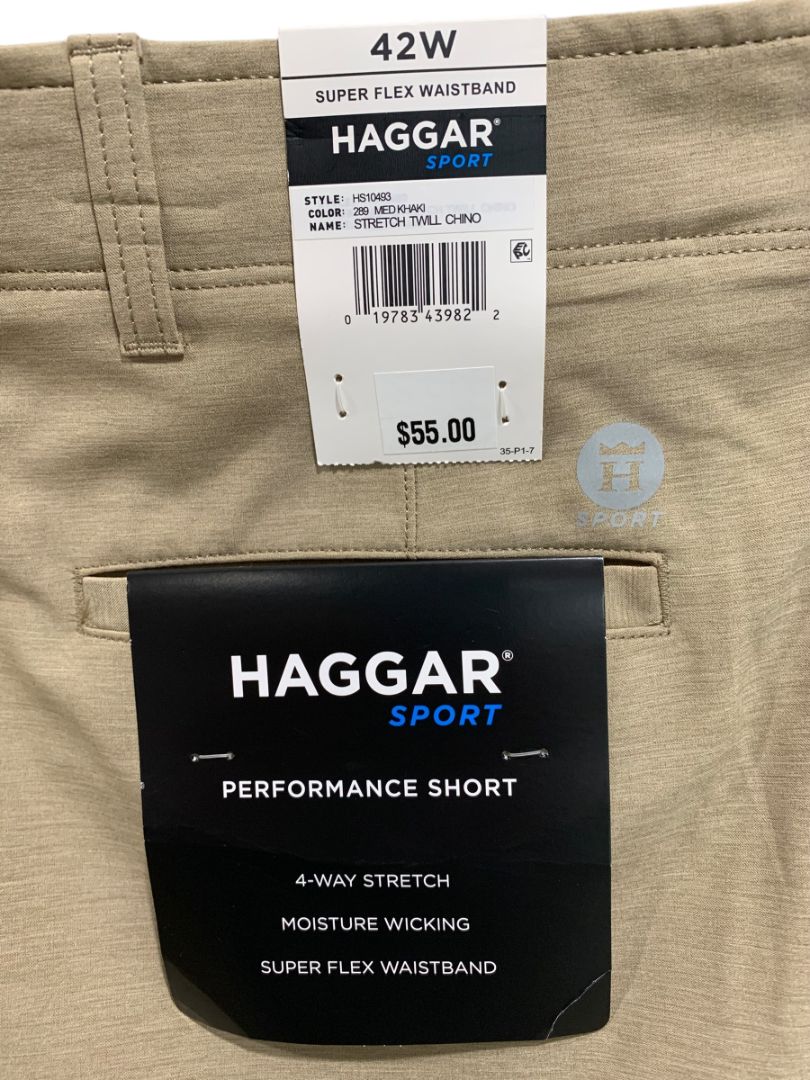 42W
SUPER FLEX WAISTBAND
HAGGAR®
SPORT
STYLE: HS10493
COLOR: 289 MED KHAKI
NAME: STRETCH TWILL CHINO
0 19783 43982 2
$55.00
35-P1-7
H
SPORT
HAGGAR®
SPORT
PERFORMANCE SHORT
4-WAY STRETCH
MOISTURE WICKING
SUPER FLEX WAISTBAND